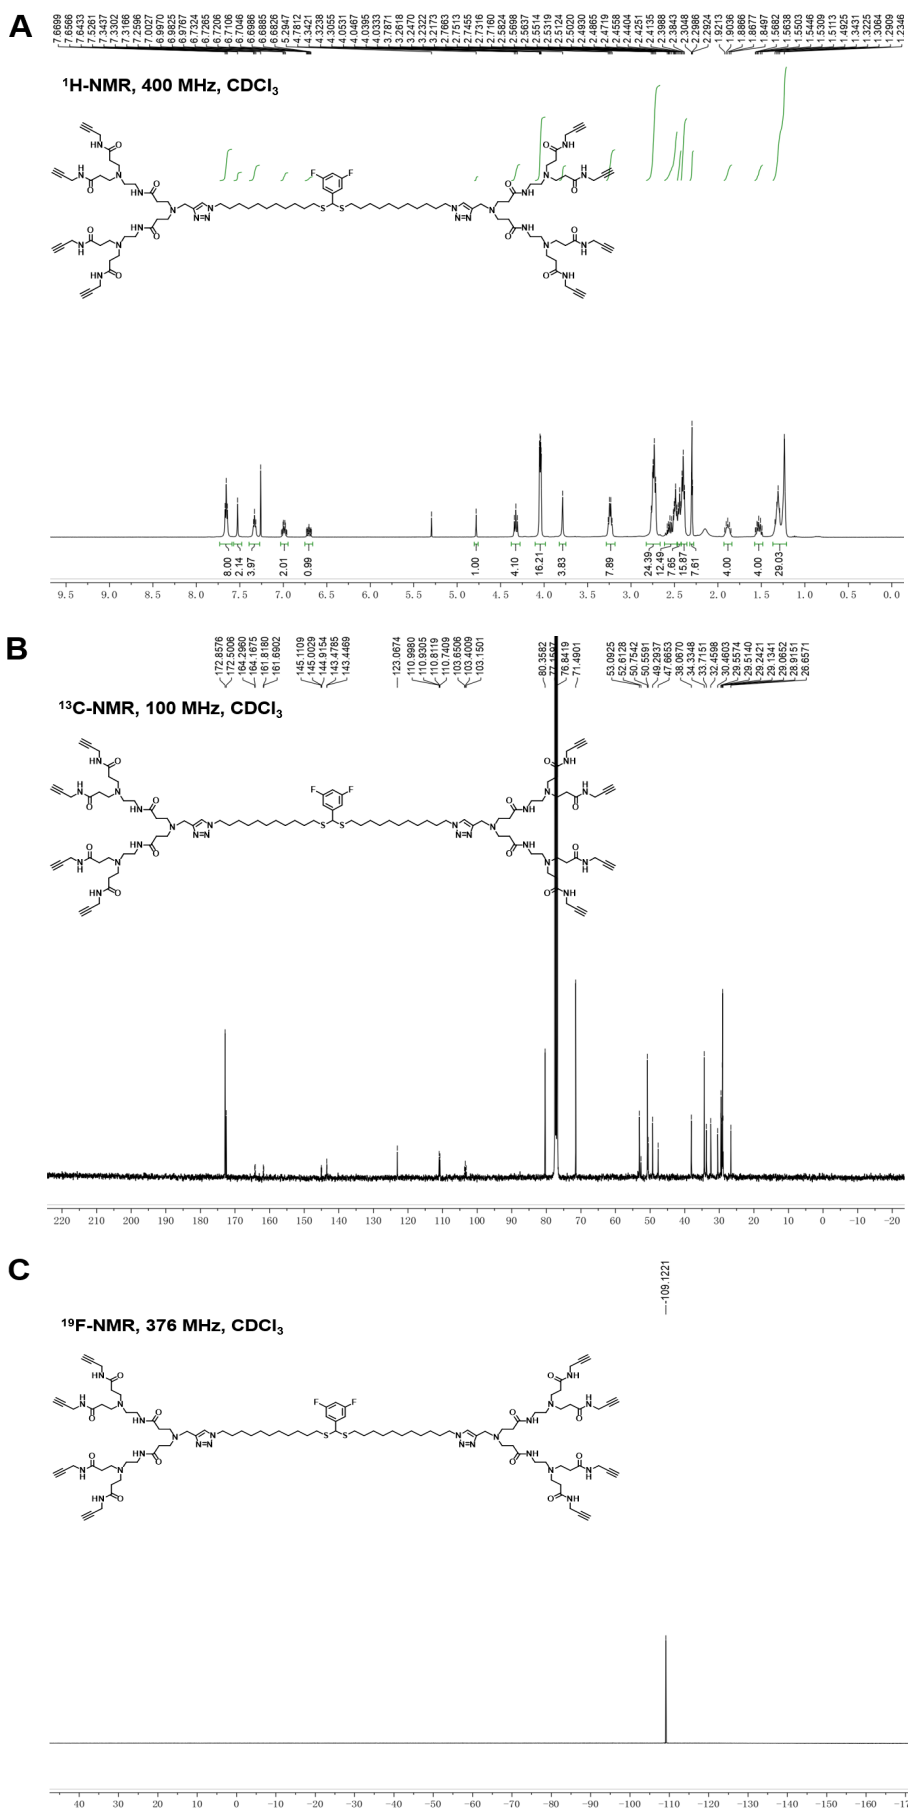 A
7.6699 7.6566 7.6433 7.5261 7.3437 7.3302 7.3166 7.2596 7.0027 6.9970 6.9825 6.9767 6.7324 6.7265 6.7206 6.7106 6.7046 6.6986 6.6885 6.6826 5.2947 4.7812 4.3421 4.3238 4.3055 4.0531 4.0467 4.0395 4.0333 3.7871 3.2618 3.2470 3.2322 3.2173 2.7663 2.7513 2.7455 2.7316 2.7160 2.5824 2.5698 2.5637 2.5514 2.5319 2.5124 2.5020 2.4930 2.4865 2.4719 2.4558 2.4404 2.4251 2.4135 2.3988 2.3843 2.3048 2.2986 2.2924 1.9213 1.9036 1.8866 1.8677 1.8497 1.5682 1.5638 1.5503 1.5446 1.5309 1.5113 1.4925 1.3431 1.3225 1.3064 1.2909 1.2346
¹H-NMR, 400 MHz, CDCl₃
8.00 2.14 3.97 2.01 0.99 1.00 4.10 16.21 3.83 7.89 24.39 12.49 7.65 15.87 7.61 4.00 4.00 29.03
9.5 9.0 8.5 8.0 7.5 7.0 6.5 6.0 5.5 5.0 4.5 4.0 3.5 3.0 2.5 2.0 1.5 1.0 0.5 0.0
B
172.8576 172.5006 164.2960 164.1675 161.8180 161.6902 145.1109 145.0029 144.9154 143.4785 143.4469 123.0674 110.9980 110.9305 110.8119 110.7409 103.6506 103.4009 103.1501 80.3582 77.1597 76.8419 71.4901 53.0925 52.6128 50.7542 50.5591 49.2937 47.6653 38.0670 34.3348 33.7151 32.4598 30.4603 29.5574 29.5140 29.2421 29.1341 29.0652 28.9151 26.6571
¹³C-NMR, 100 MHz, CDCl₃
220 210 200 190 180 170 160 150 140 130 120 110 100 90 80 70 60 50 40 30 20 10 0 -10 -20
C
-109.1221
¹⁹F-NMR, 376 MHz, CDCl₃
40 30 20 10 0 -10 -20 -30 -40 -50 -60 -70 -80 -90 -100 -110 -120 -130 -140 -150 -160